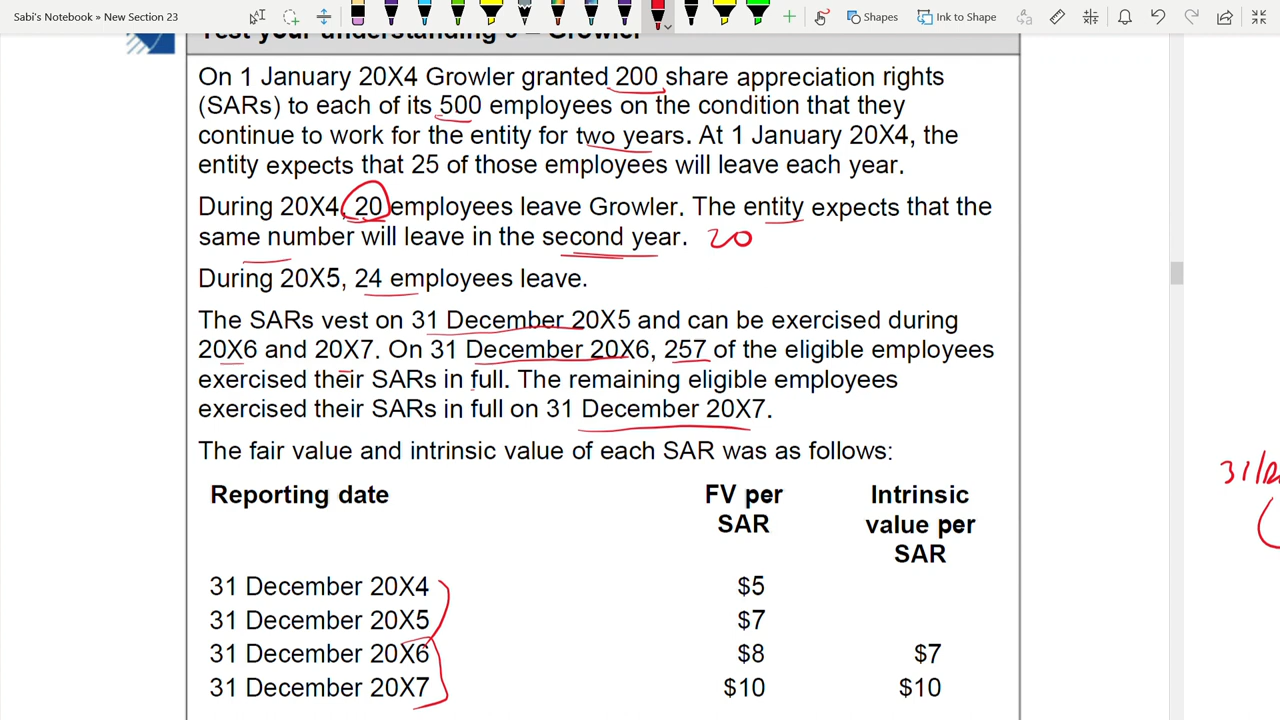 Sabi's Notebook » New Section 23
Shapes
Ink to Shape
Test your understanding 9 – Growler
On 1 January 20X4 Growler granted 200 share appreciation rights
(SARs) to each of its 500 employees on the condition that they
continue to work for the entity for two years. At 1 January 20X4, the
entity expects that 25 of those employees will leave each year.
During 20X4, 20 employees leave Growler. The entity expects that the
same number will leave in the second year. 20
During 20X5, 24 employees leave.
The SARs vest on 31 December 20X5 and can be exercised during
20X6 and 20X7. On 31 December 20X6, 257 of the eligible employees
exercised their SARs in full. The remaining eligible employees
exercised their SARs in full on 31 December 20X7.
The fair value and intrinsic value of each SAR was as follows:
Reporting date FV per SAR Intrinsic value per SAR
31 December 20X4 $5
31 December 20X5 $7
31 December 20X6 $8 $7
31 December 20X7 $10 $10